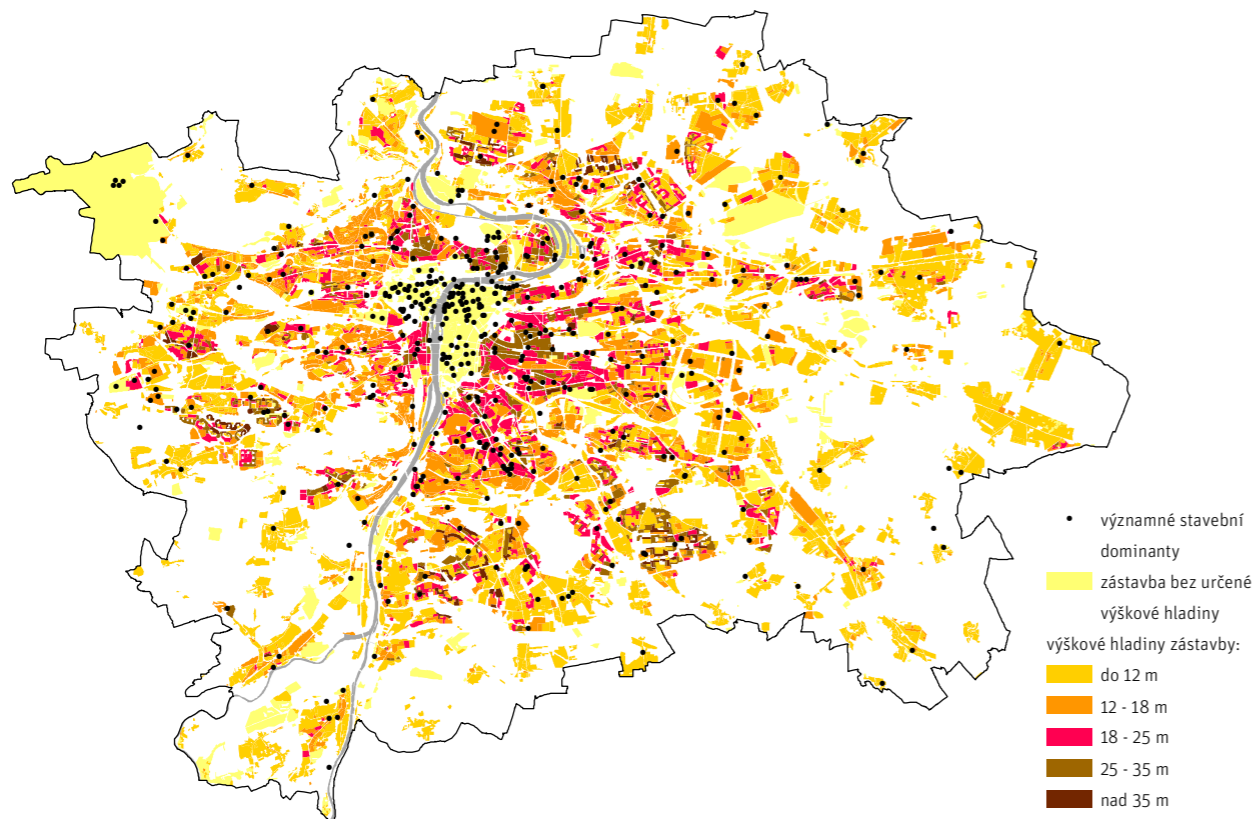 významné stavební
dominanty
zástavba bez určené
výškové hladiny
výškové hladiny zástavby:
do 12 m
12 - 18 m
18 - 25 m
25 - 35 m
nad 35 m